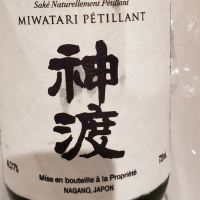 Saké Naturellement Pétillant
MIWATARI PÉTILLANT
神
渡
Mise en bouteille à la Propriété
NAGANO, JAPON